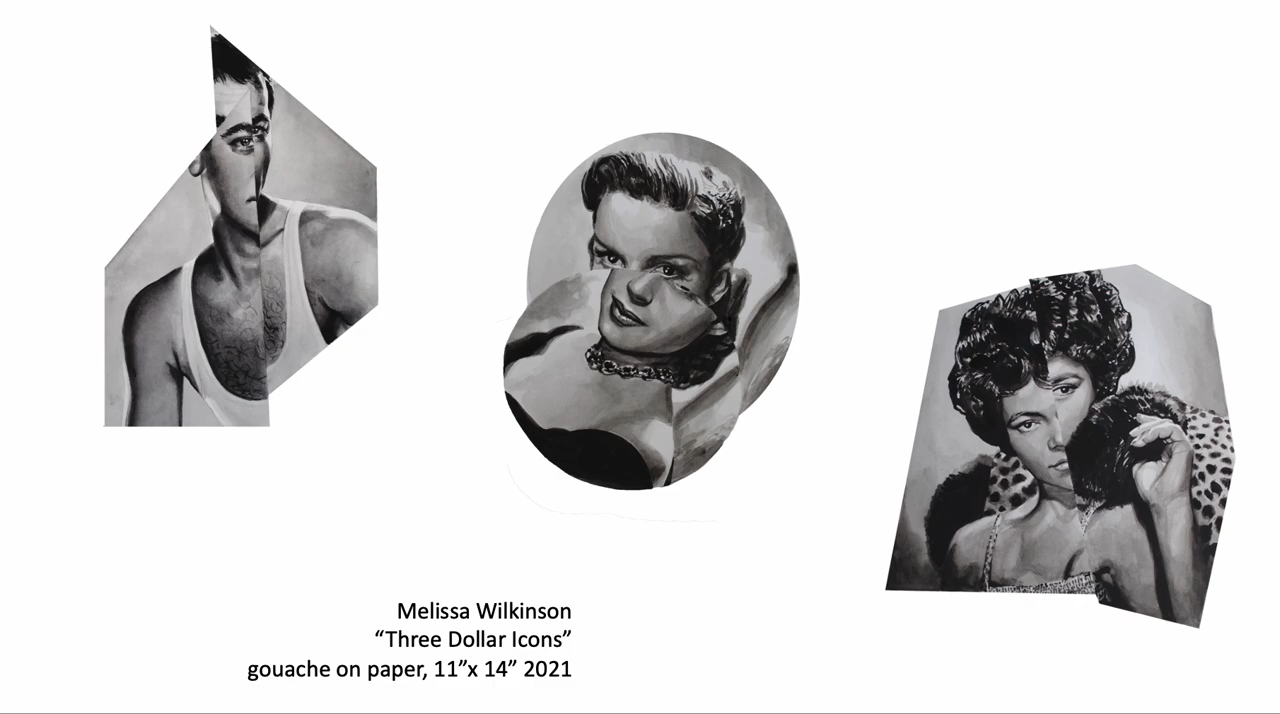 Melissa Wilkinson
“Three Dollar Icons”
gouache on paper, 11”x 14” 2021